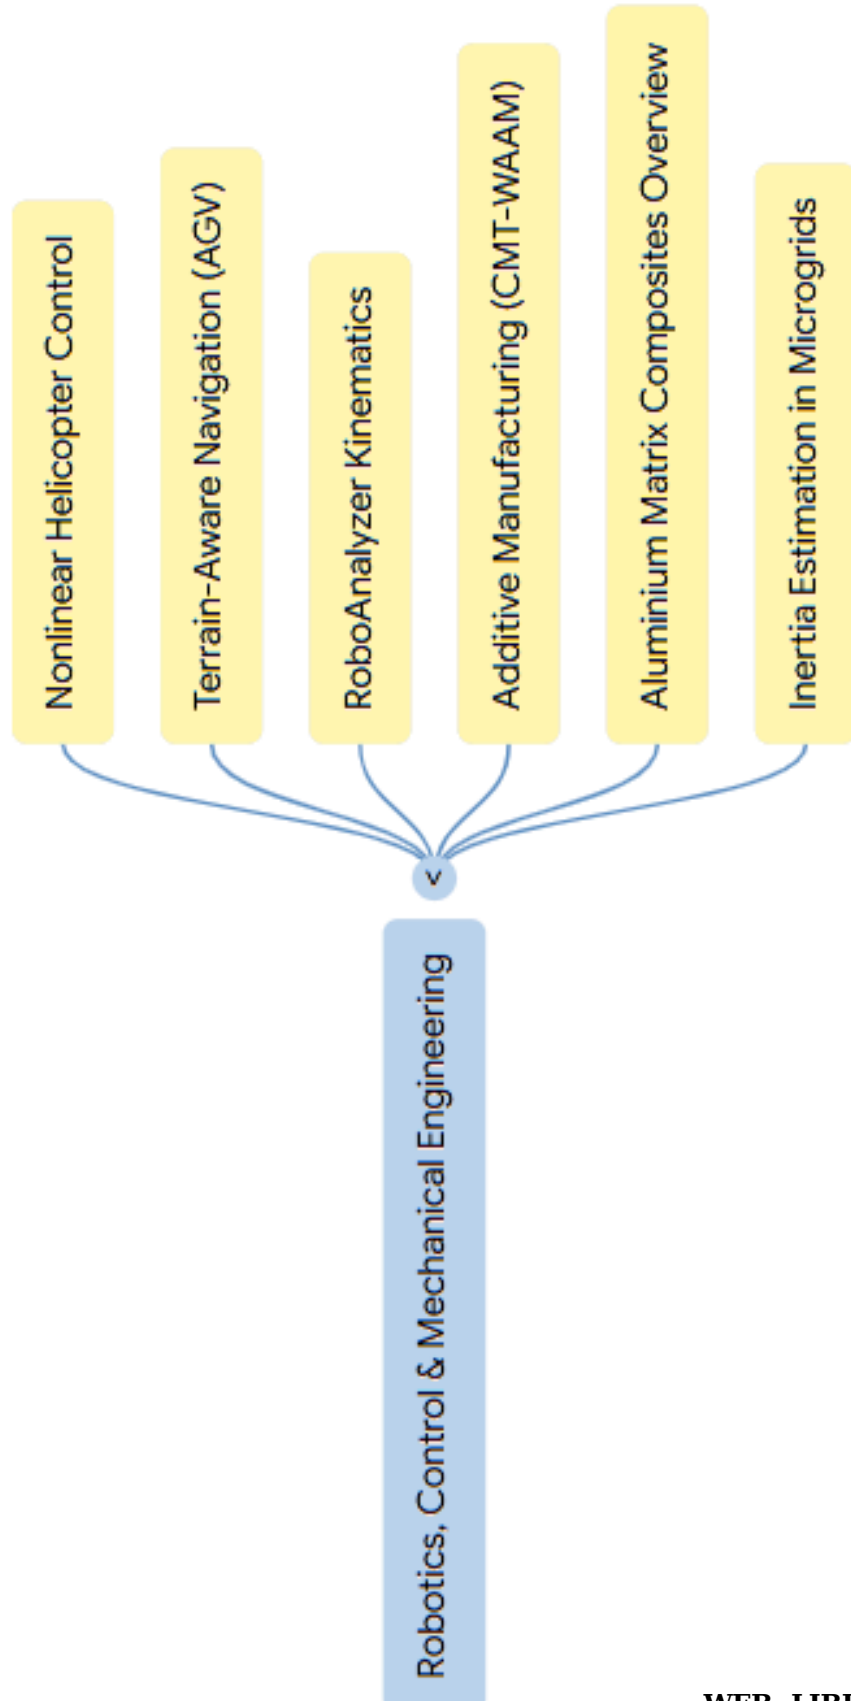 Nonlinear Helicopter Control
Terrain-Aware Navigation (AGV)
RoboAnalyzer Kinematics
Additive Manufacturing (CMT-WAAM)
Aluminium Matrix Composites Overview
Inertia Estimation in Microgrids
<
Robotics, Control & Mechanical Engineering
WEB